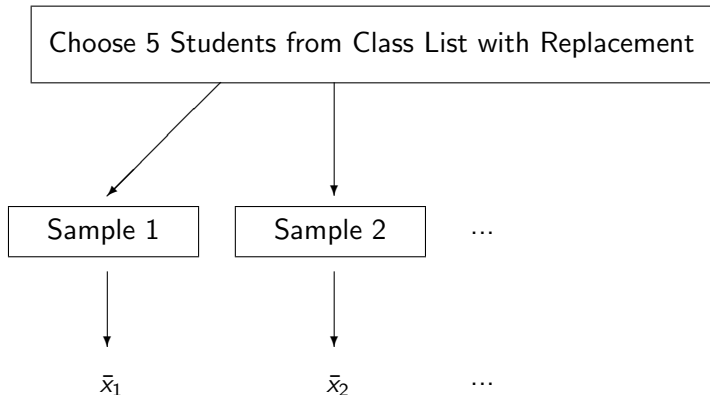 Choose 5 Students from Class List with Replacement
Sample 1 Sample 2 ...
x̄₁ x̄₂ ...